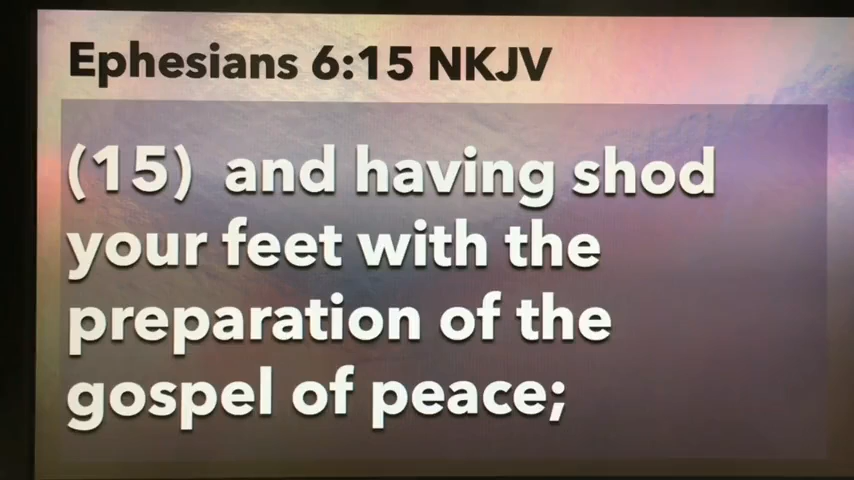 Ephesians 6:15 NKJV
(15) and having shod
your feet with the
preparation of the
gospel of peace;